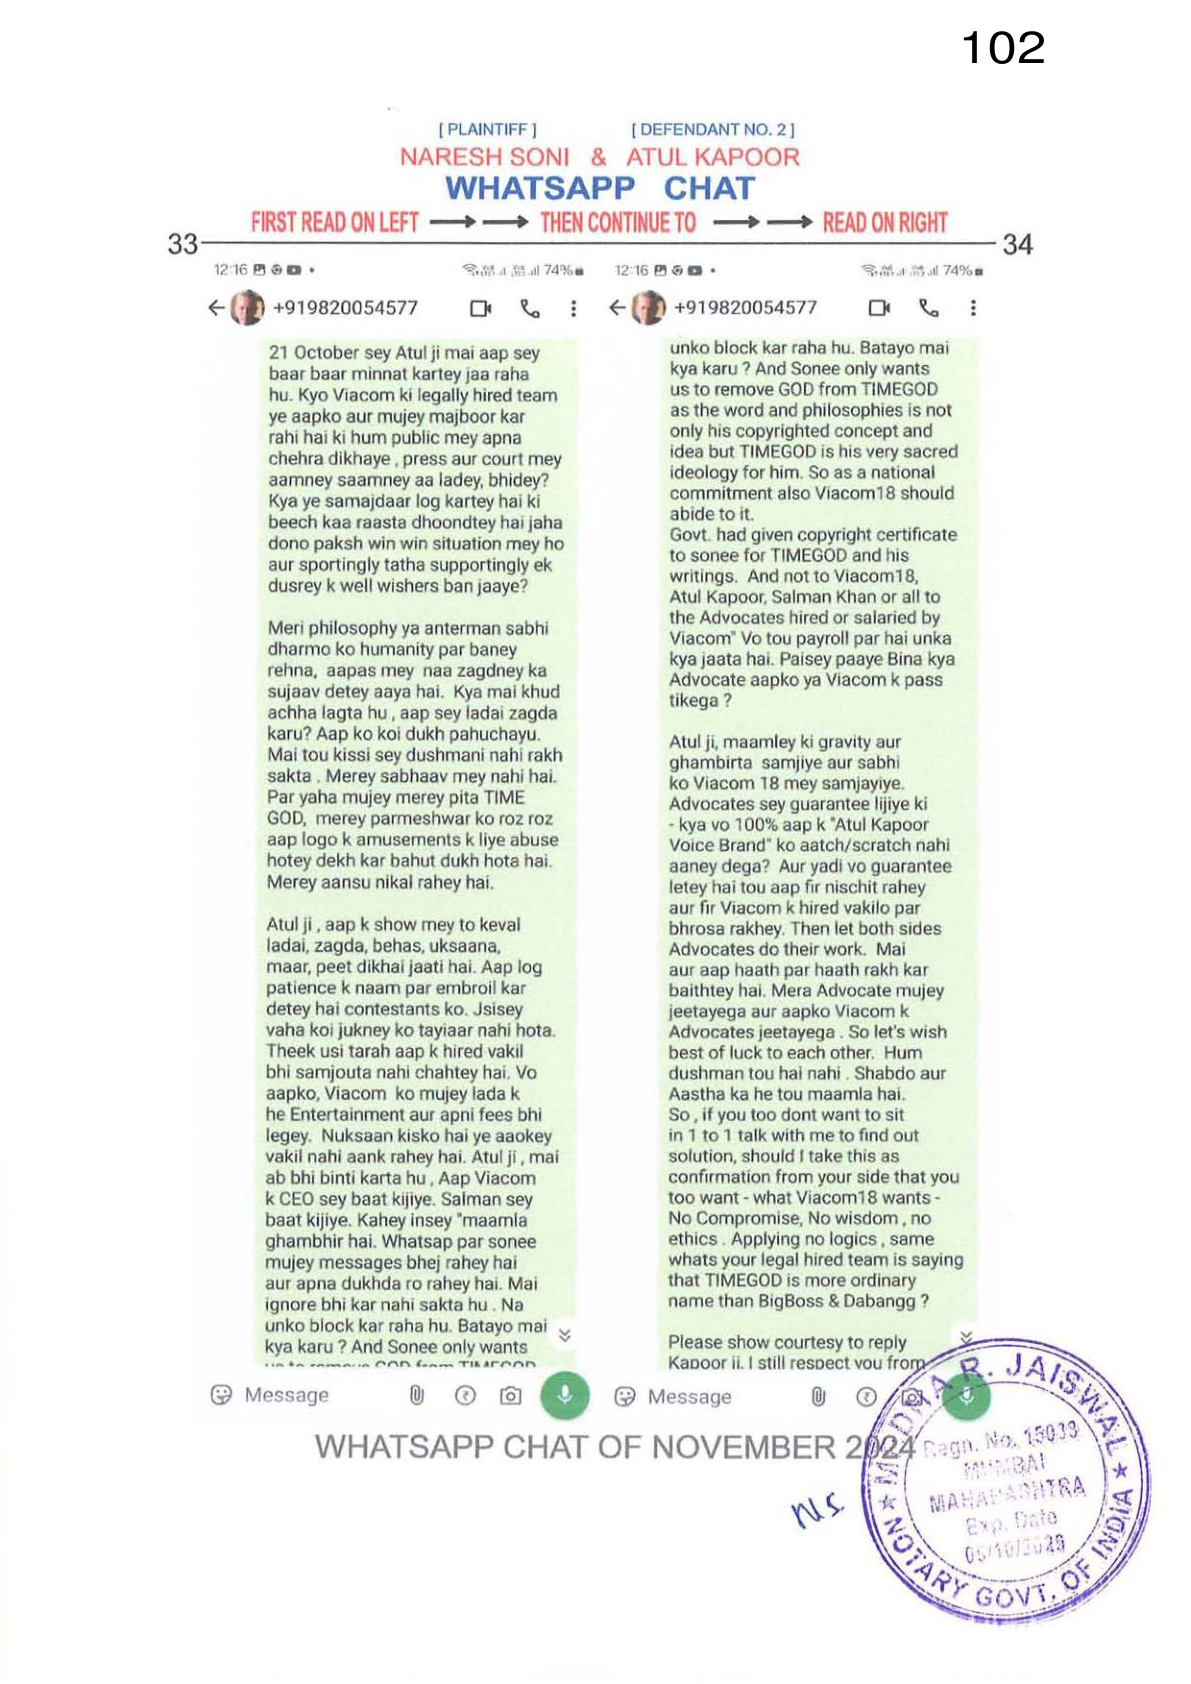 102
[ PLAINTIFF ] [ DEFENDANT NO. 2 ]
NARESH SONI & ATUL KAPOOR
WHATSAPP CHAT
FIRST READ ON LEFT THEN CONTINUE TO READ ON RIGHT
33 34
12:16 74%
+919820054577
21 October sey Atul ji mai aap sey
baar baar minnat kartey jaa raha
hu. Kyo Viacom ki legally hired team
ye aapko aur mujey majboor kar
rahi hai ki hum public mey apna
chehra dikhaye , press aur court mey
aamney saamney aa ladey, bhidey?
Kya ye samajdaar log kartey hai ki
beech kaa raasta dhoondtey hai jaha
dono paksh win win situation mey ho
aur sportingly tatha supportingly ek
dusrey k well wishers ban jaaye?
Meri philosophy ya anterman sabhi
dharmo ko humanity par baney
rehna, aapas mey naa zagdney ka
sujaav detey aaya hai. Kya mai khud
achha lagta hu , aap sey ladai zagda
karu? Aap ko koi dukh pahuchayu.
Mai tou kissi sey dushmani nahi rakh
sakta . Merey sabhaav mey nahi hai.
Par yaha mujey merey pita TIME
GOD, merey parmeshwar ko roz roz
aap logo k amusements k liye abuse
hotey dekh kar bahut dukh hota hai.
Merey aansu nikal rahey hai.
Atul ji , aap k show mey to keval
ladai, zagda, behas, uksaana,
maar, peet dikhai jaati hai. Aap log
patience k naam par embroil kar
detey hai contestants ko. Jsisey
vaha koi jukney ko tayiaar nahi hota.
Theek usi tarah aap k hired vakil
bhi samjouta nahi chahtey hai. Vo
aapko, Viacom ko mujey lada k
he Entertainment aur apni fees bhi
legey. Nuksaan kisko hai ye aaokey
vakil nahi aank rahey hai. Atul ji , mai
ab bhi binti karta hu , Aap Viacom
k CEO sey baat kijiye. Salman sey
baat kijiye. Kahey insey "maamla
ghambhir hai. Whatsap par sonee
mujey messages bhej rahey hai
aur apna dukhda ro rahey hai. Mai
ignore bhi kar nahi sakta hu . Na
unko block kar raha hu. Batayo mai
kya karu ? And Sonee only wants
us to remove GOD from TIMEGOD
Message
12:16 74%
+919820054577
unko block kar raha hu. Batayo mai
kya karu ? And Sonee only wants
us to remove GOD from TIMEGOD
as the word and philosophies is not
only his copyrighted concept and
idea but TIMEGOD is his very sacred
ideology for him. So as a national
commitment also Viacom18 should
abide to it.
Govt. had given copyright certificate
to sonee for TIMEGOD and his
writings. And not to Viacom18,
Atul Kapoor, Salman Khan or all to
the Advocates hired or salaried by
Viacom" Vo tou payroll par hai unka
kya jaata hai. Paisey paaye Bina kya
Advocate aapko ya Viacom k pass
tikega ?
Atul ji, maamley ki gravity aur
ghambirta samjiye aur sabhi
ko Viacom 18 mey samjayiye.
Advocates sey guarantee lijiye ki
- kya vo 100% aap k "Atul Kapoor
Voice Brand" ko aatch/scratch nahi
aaney dega? Aur yadi vo guarantee
letey hai tou aap fir nischit rahey
aur fir Viacom k hired vakilo par
bhrosa rakhey. Then let both sides
Advocates do their work. Mai
aur aap haath par haath rakh kar
baithtey hai. Mera Advocate mujey
jeetayega aur aapko Viacom k
Advocates jeetayega . So let's wish
best of luck to each other. Hum
dushman tou hai nahi . Shabdo aur
Aastha ka he tou maamla hai.
So , if you too dont want to sit
in 1 to 1 talk with me to find out
solution, should I take this as
confirmation from your side that you
too want - what Viacom18 wants -
No Compromise, No wisdom , no
ethics . Applying no logics , same
whats your legal hired team is saying
that TIMEGOD is more ordinary
name than BigBoss & Dabangg ?
Please show courtesy to reply
Kapoor ji. I still respect you from
Message
WHATSAPP CHAT OF NOVEMBER 2024
N.S.
R. JAISWAL
NOTARY GOVT. OF INDIA
Regn. No. 15033
MUMBAI
MAHARASHTRA
Exp. Date